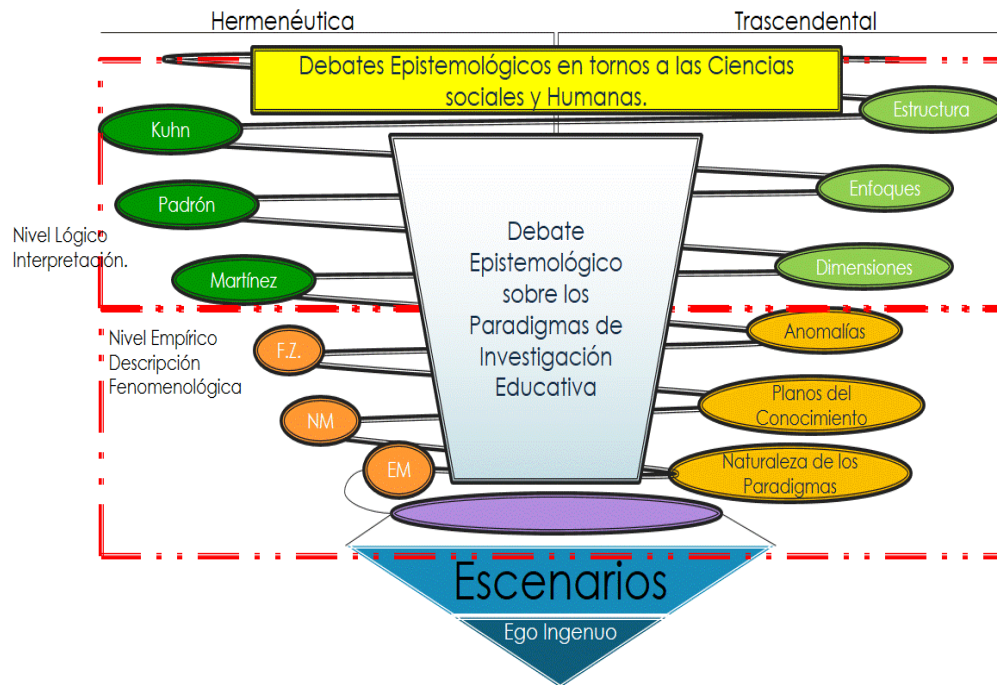 Hermenéutica
Trascendental
Debates Epistemológicos en tornos a las Ciencias
sociales y Humanas.
Kuhn
Estructura
Padrón
Enfoques
Nivel Lógico
Interpretación.
Martínez
Dimensiones
Debate
Epistemológico
sobre los
Paradigmas de
Investigación
Educativa
Nivel Empírico
Descripción
Fenomenológica
F.Z.
Anomalías
NM
Planos del
Conocimiento
EM
Naturaleza de los
Paradigmas
Escenarios
Ego Ingenuo